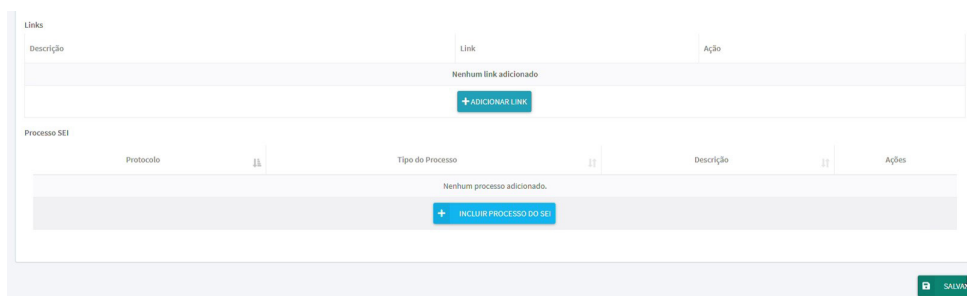 Links
Descrição Link Ação
Nenhum link adicionado
+ ADICIONAR LINK
Processo SEI
Protocolo Tipo do Processo Descrição Ações
Nenhum processo adicionado.
+ INCLUIR PROCESSO DO SEI
SALVAR